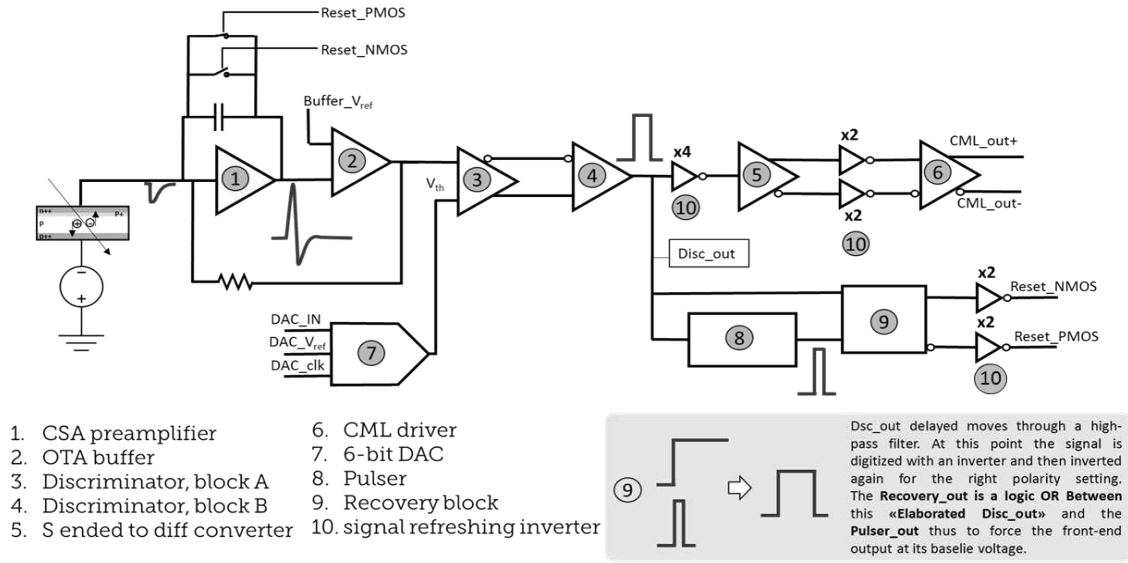 Reset_PMOS
Reset_NMOS
Buffer_Vref
1
2
Vth
3
4
x4
10
5
x2
x2
10
6
CML_out+
CML_out-
n++
P+
p
p++
Disc_out
DAC_IN
DAC_Vref
DAC_clk
7
8
9
x2
Reset_NMOS
x2
Reset_PMOS
10
1. CSA preamplifier
2. OTA buffer
3. Discriminator, block A
4. Discriminator, block B
5. S ended to diff converter
6. CML driver
7. 6-bit DAC
8. Pulser
9. Recovery block
10. signal refreshing inverter
9
Dsc_out delayed moves through a high-
pass filter. At this point the signal is
digitized with an inverter and then inverted
again for the right polarity setting.
The Recovery_out is a logic OR Between
this «Elaborated Disc_out» and the
Pulser_out thus to force the front-end
output at its baselie voltage.